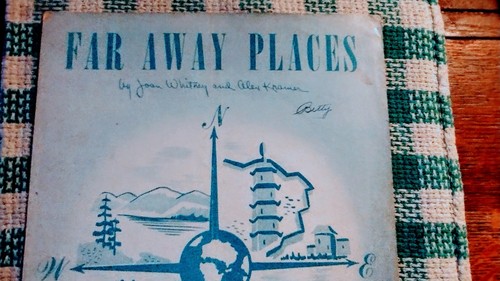 FAR AWAY PLACES
by Joan Whitney and Alex Kramer
Betty
N
W
E